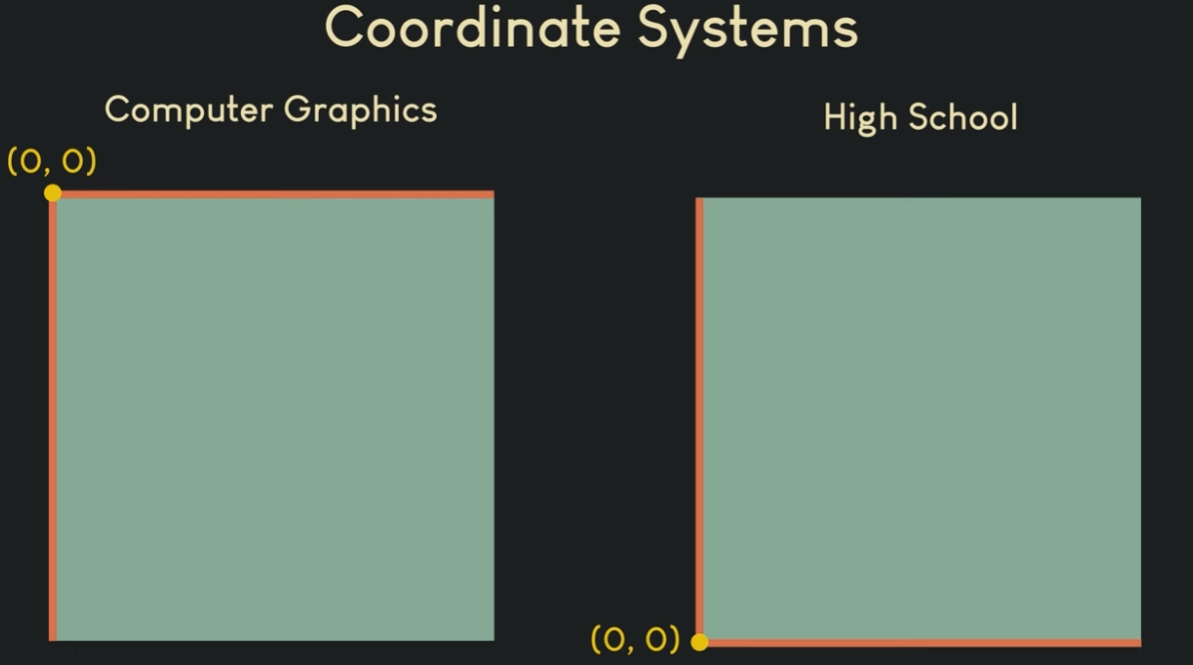 Coordinate Systems
Computer Graphics
High School
(0, 0)
(0, 0)